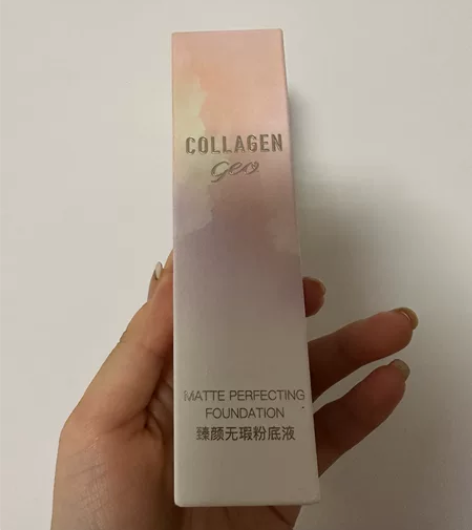 COLLAGEN
geo
MATTE PERFECTING
FOUNDATION
臻颜无瑕粉底液